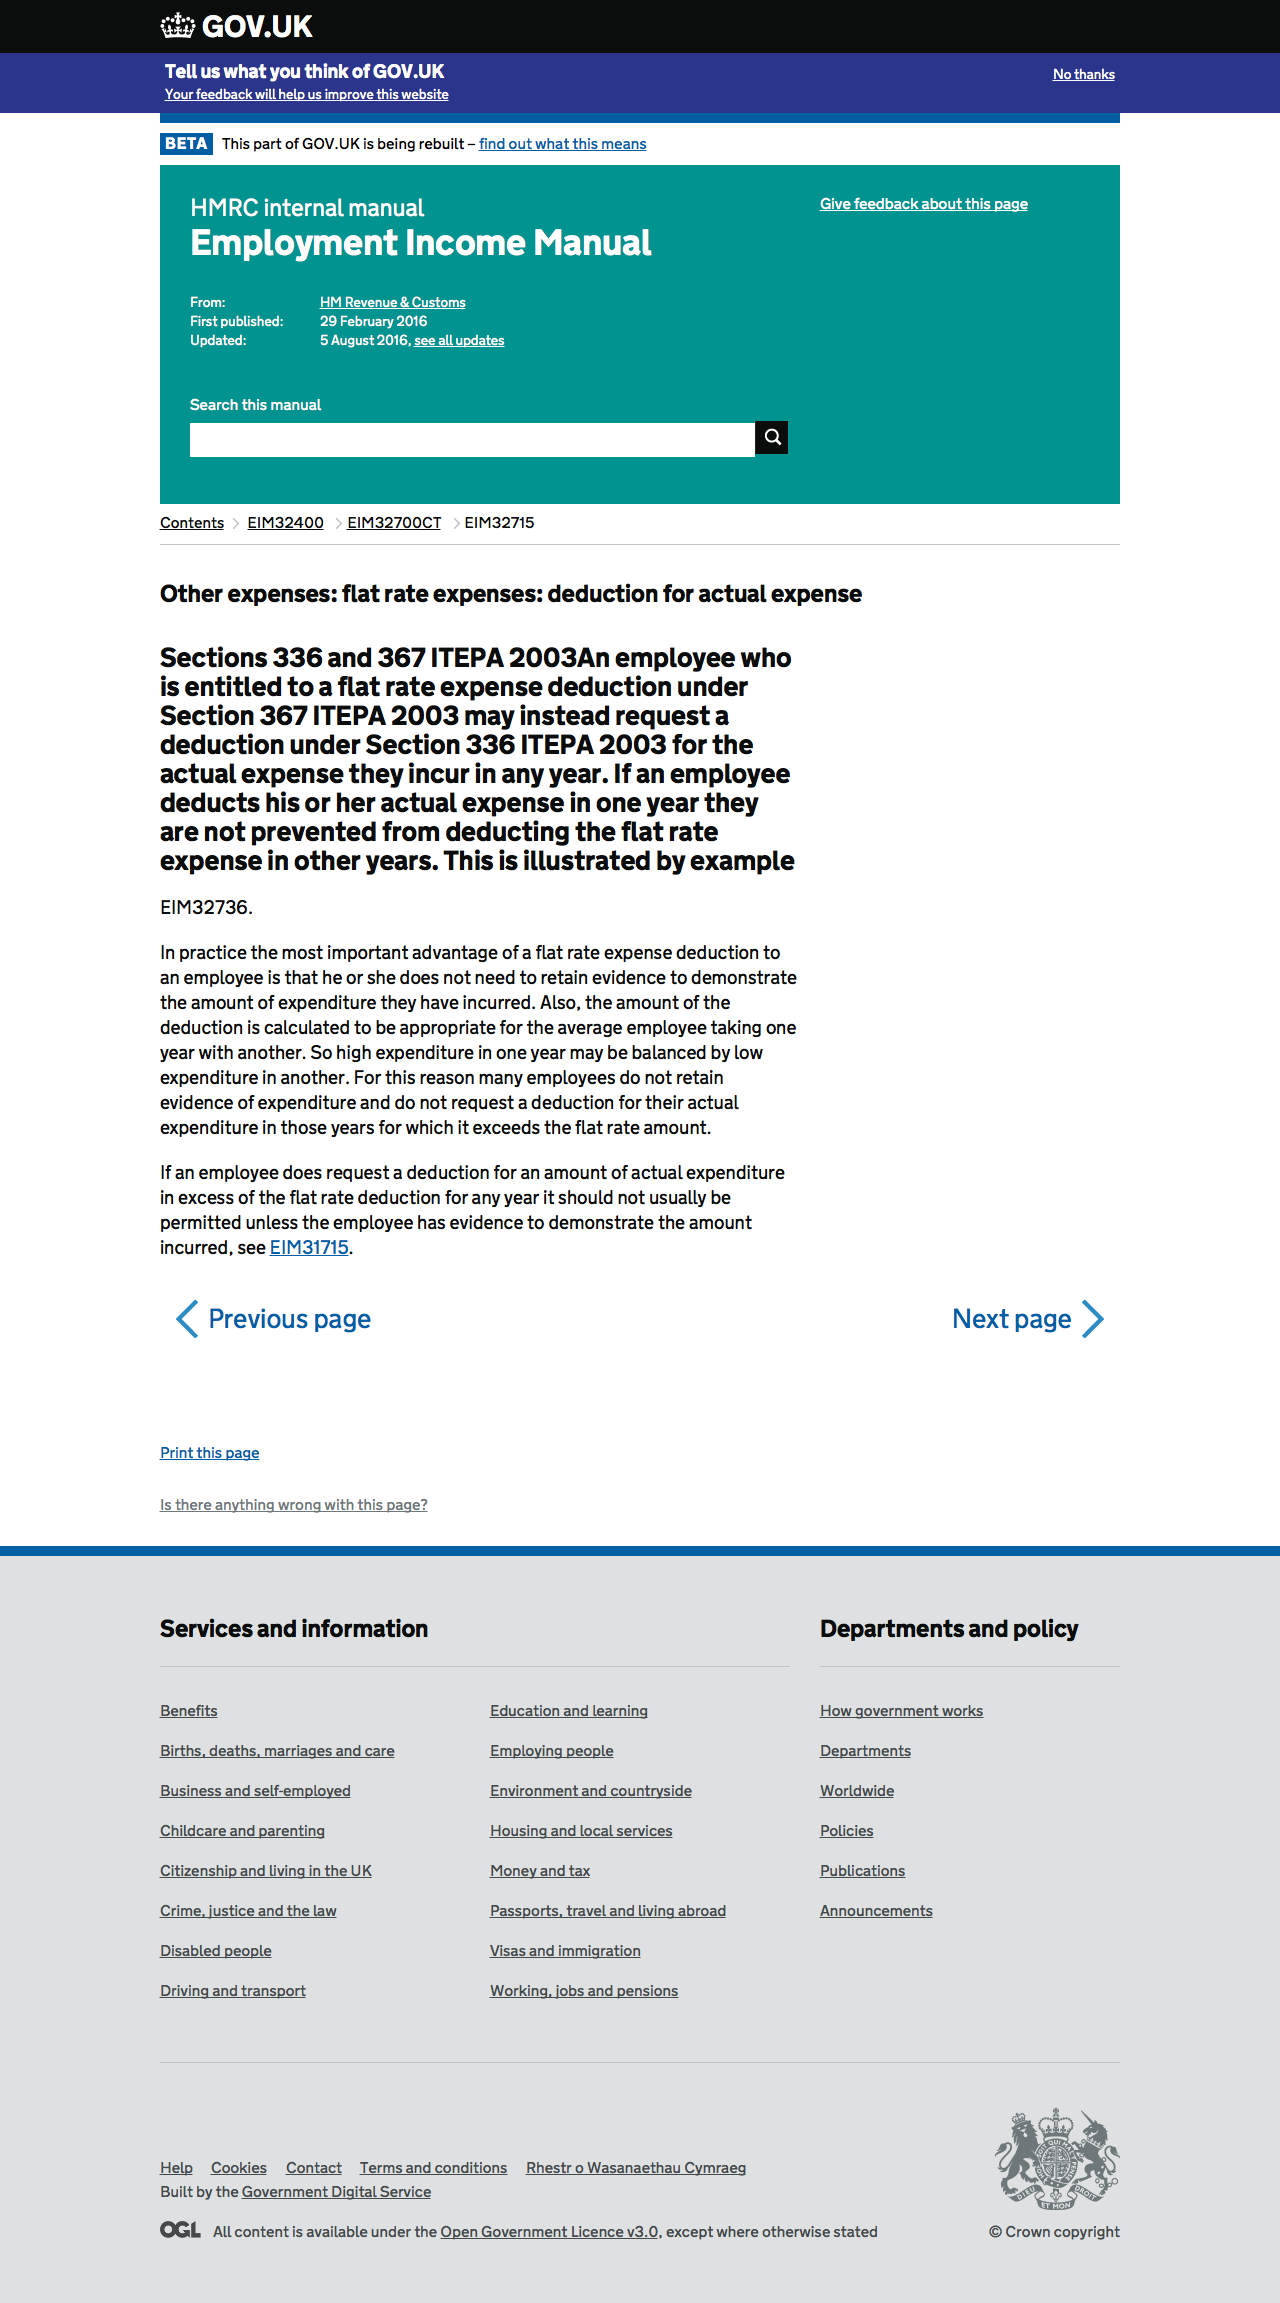 GOV.UK
Tell us what you think of GOV.UK
No thanks
Your feedback will help us improve this website
BETA This part of GOV.UK is being rebuilt – find out what this means
HMRC internal manual
Give feedback about this page
Employment Income Manual
From: HM Revenue & Customs
First published: 29 February 2016
Updated: 5 August 2016, see all updates
Search this manual
Contents EIM32400 EIM32700CT EIM32715
Other expenses: flat rate expenses: deduction for actual expense
Sections 336 and 367 ITEPA 2003An employee who
is entitled to a flat rate expense deduction under
Section 367 ITEPA 2003 may instead request a
deduction under Section 336 ITEPA 2003 for the
actual expense they incur in any year. If an employee
deducts his or her actual expense in one year they
are not prevented from deducting the flat rate
expense in other years. This is illustrated by example
EIM32736.
In practice the most important advantage of a flat rate expense deduction to
an employee is that he or she does not need to retain evidence to demonstrate
the amount of expenditure they have incurred. Also, the amount of the
deduction is calculated to be appropriate for the average employee taking one
year with another. So high expenditure in one year may be balanced by low
expenditure in another. For this reason many employees do not retain
evidence of expenditure and do not request a deduction for their actual
expenditure in those years for which it exceeds the flat rate amount.
If an employee does request a deduction for an amount of actual expenditure
in excess of the flat rate deduction for any year it should not usually be
permitted unless the employee has evidence to demonstrate the amount
incurred, see EIM31715.
Previous page
Next page
Print this page
Is there anything wrong with this page?
Services and information
Benefits
Births, deaths, marriages and care
Business and self-employed
Childcare and parenting
Citizenship and living in the UK
Crime, justice and the law
Disabled people
Driving and transport
Education and learning
Employing people
Environment and countryside
Housing and local services
Money and tax
Passports, travel and living abroad
Visas and immigration
Working, jobs and pensions
Departments and policy
How government works
Departments
Worldwide
Policies
Publications
Announcements
Help Cookies Contact Terms and conditions Rhestr o Wasanaethau Cymraeg
Built by the Government Digital Service
OGL All content is available under the Open Government Licence v3.0, except where otherwise stated
DIEU ET MON DROIT
© Crown copyright